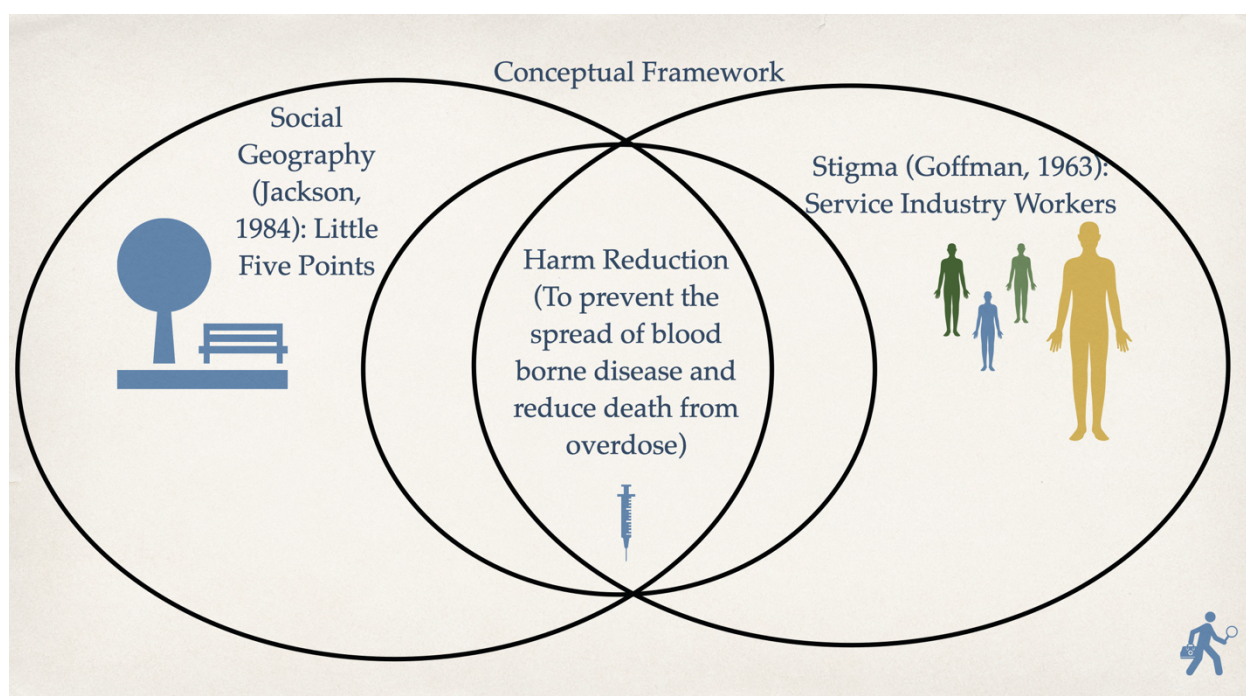 Conceptual Framework
Social
Geography
(Jackson,
1984): Little
Five Points
Harm Reduction
(To prevent the
spread of blood
borne disease and
reduce death from
overdose)
Stigma (Goffman, 1963):
Service Industry Workers